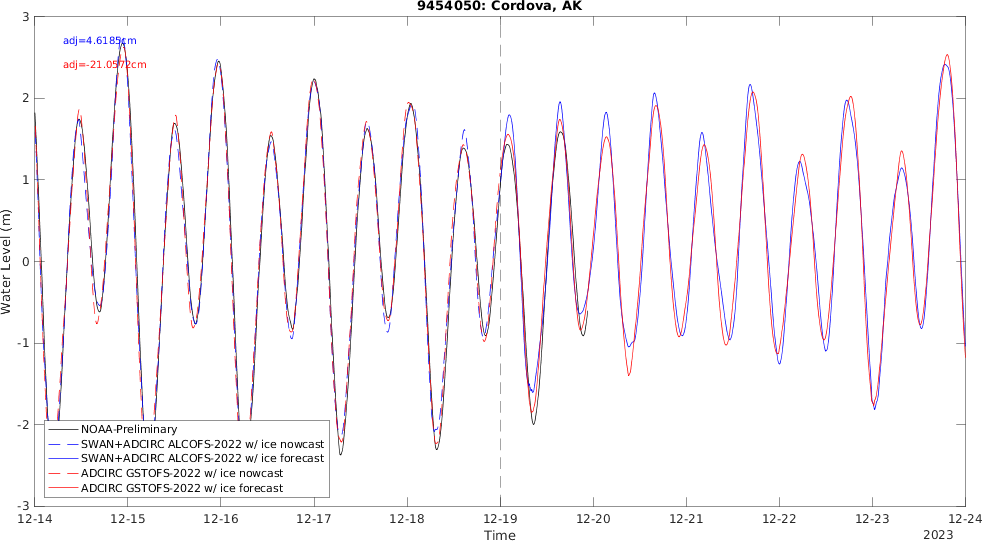 9454050: Cordova, AK
adj=4.6185cm
adj=-21.0572cm
3
2
1
0
-1
-2
-3
Water Level (m)
NOAA-Preliminary
SWAN+ADCIRC ALCOFS-2022 w/ ice nowcast
SWAN+ADCIRC ALCOFS-2022 w/ ice forecast
ADCIRC GSTOFS-2022 w/ ice nowcast
ADCIRC GSTOFS-2022 w/ ice forecast
12-14 12-15 12-16 12-17 12-18 12-19 12-20 12-21 12-22 12-23 12-24
Time
2023